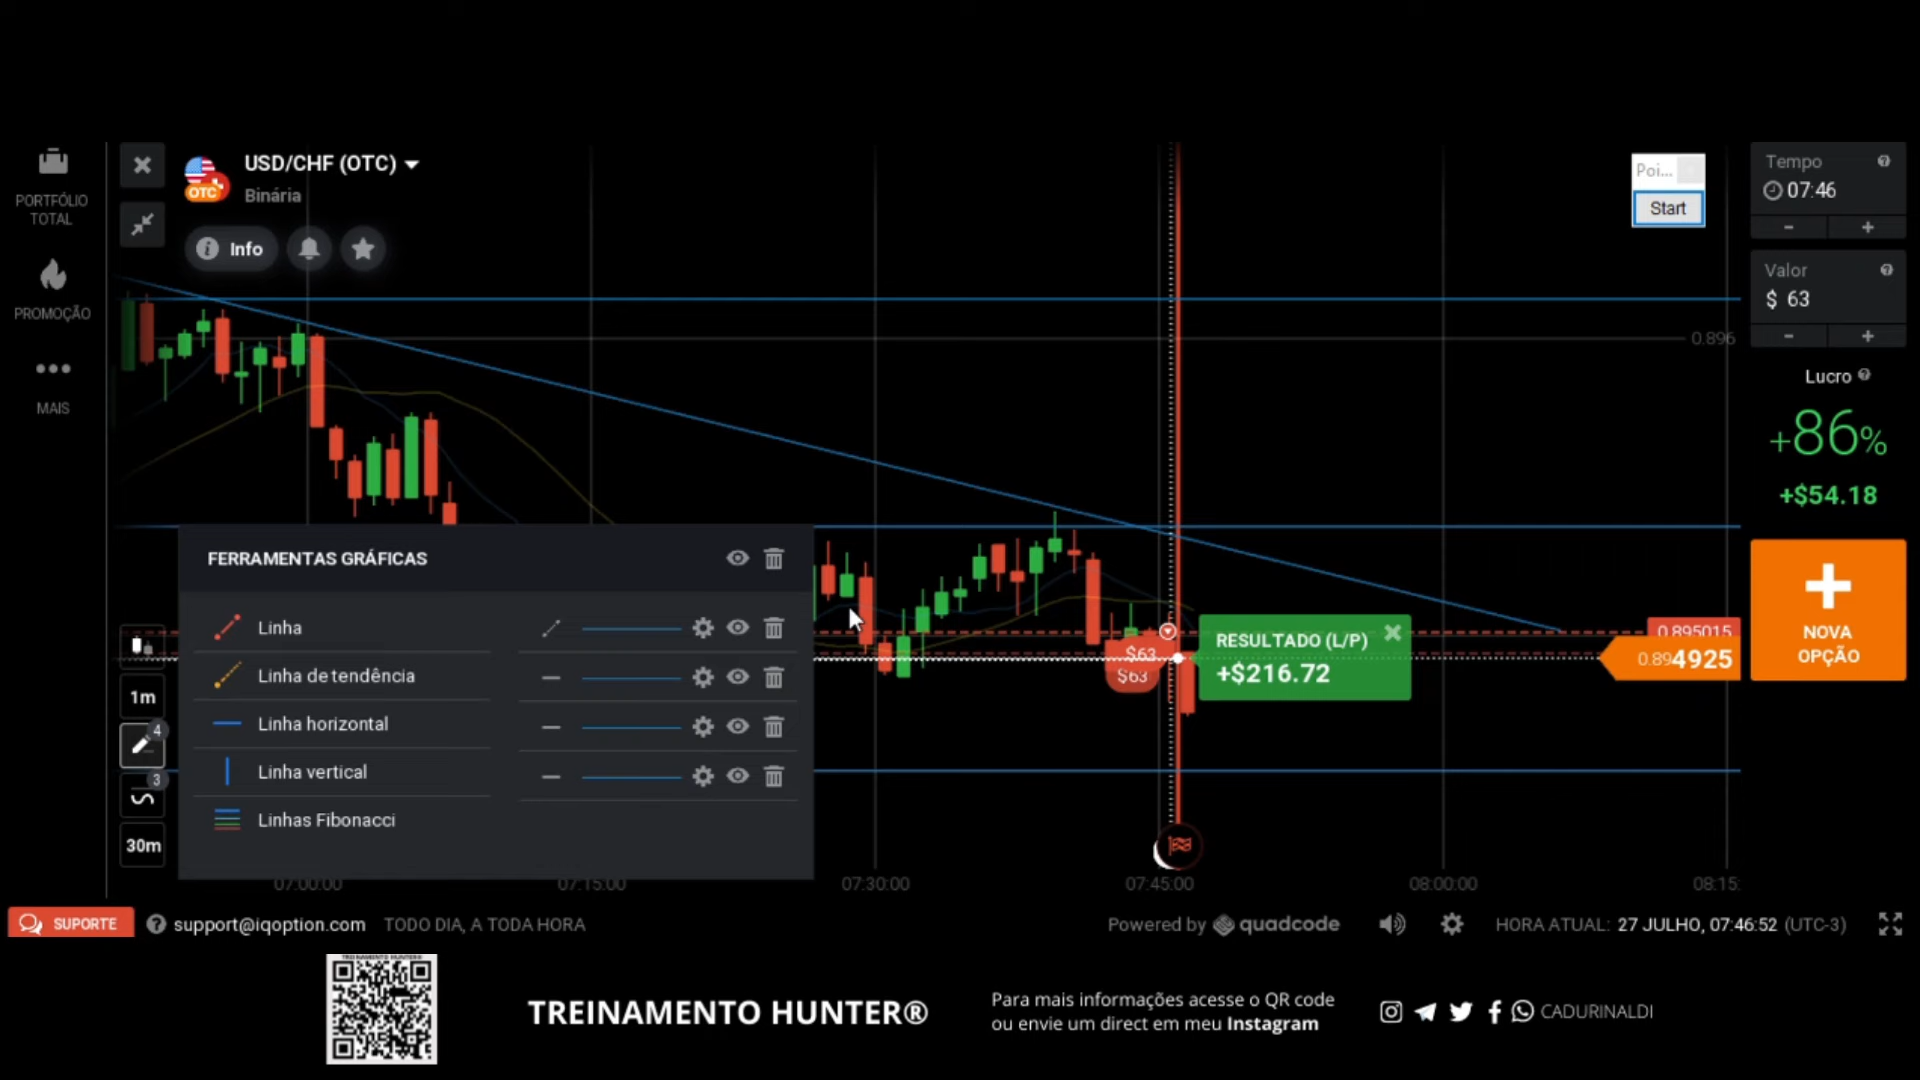 PORTFÓLIO
TOTAL
PROMOÇÃO
MAIS
USD/CHF (OTC)
OTC
Binária
Info
Poi...
Start
Tempo
07:46
Valor
$ 63
Lucro
+86%
+$54.18
NOVA
OPÇÃO
0.896
0.895015
0.894925
FERRAMENTAS GRÁFICAS
Linha
Linha de tendência
Linha horizontal
Linha vertical
Linhas Fibonacci
1m
4
3
30m
$63
$63
RESULTADO (L/P)
+$216.72
07:00:00
07:15:00
07:30:00
07:45:00
08:00:00
08:15:
SUPORTE
support@iqoption.com
TODO DIA, A TODA HORA
Powered by quadcode
HORA ATUAL: 27 JULHO, 07:46:52 (UTC-3)
TREINAMENTO HUNTER®
TREINAMENTO HUNTER®
Para mais informações acesse o QR code
ou envie um direct em meu Instagram
CADURINALDI